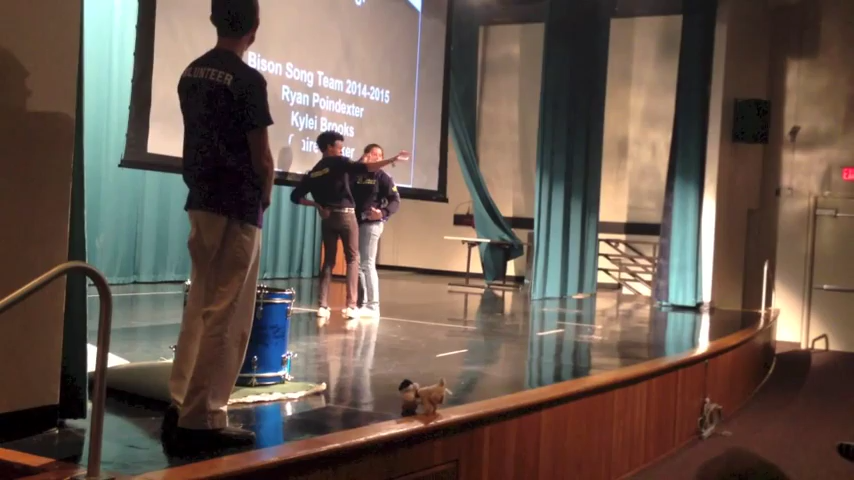 Bison Song Team 2014-2015
Ryan Poindexter
Kylei Brooks
VOLUNTEER